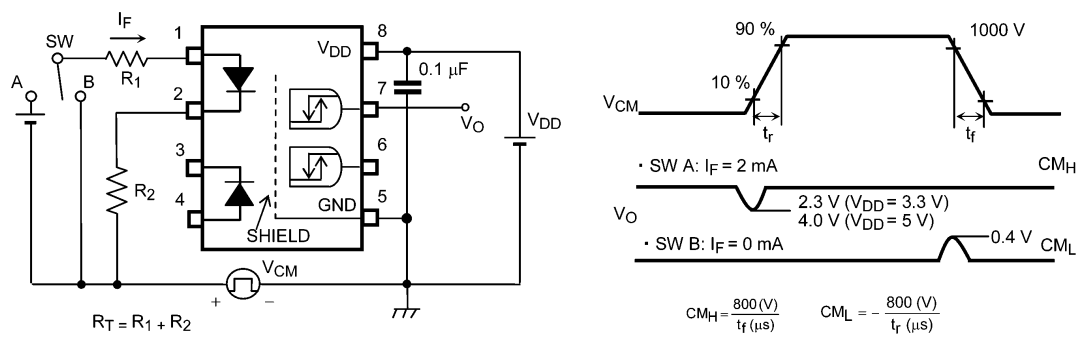 I_F
1
8
SW
V_DD
R_1
0.1 μF
A
B
2
7
V_O
V_DD
3
6
R_2
4
GND
5
SHIELD
V_CM
+
−
R_T = R_1 + R_2
90 %
1000 V
10 %
V_CM
t_r
t_f
· SW A: I_F = 2 mA
CM_H
2.3 V (V_DD = 3.3 V)
V_O
4.0 V (V_DD = 5 V)
· SW B: I_F = 0 mA
0.4 V
CM_L
CM_H = 800 (V) / t_f (μs)
CM_L = - 800 (V) / t_r (μs)